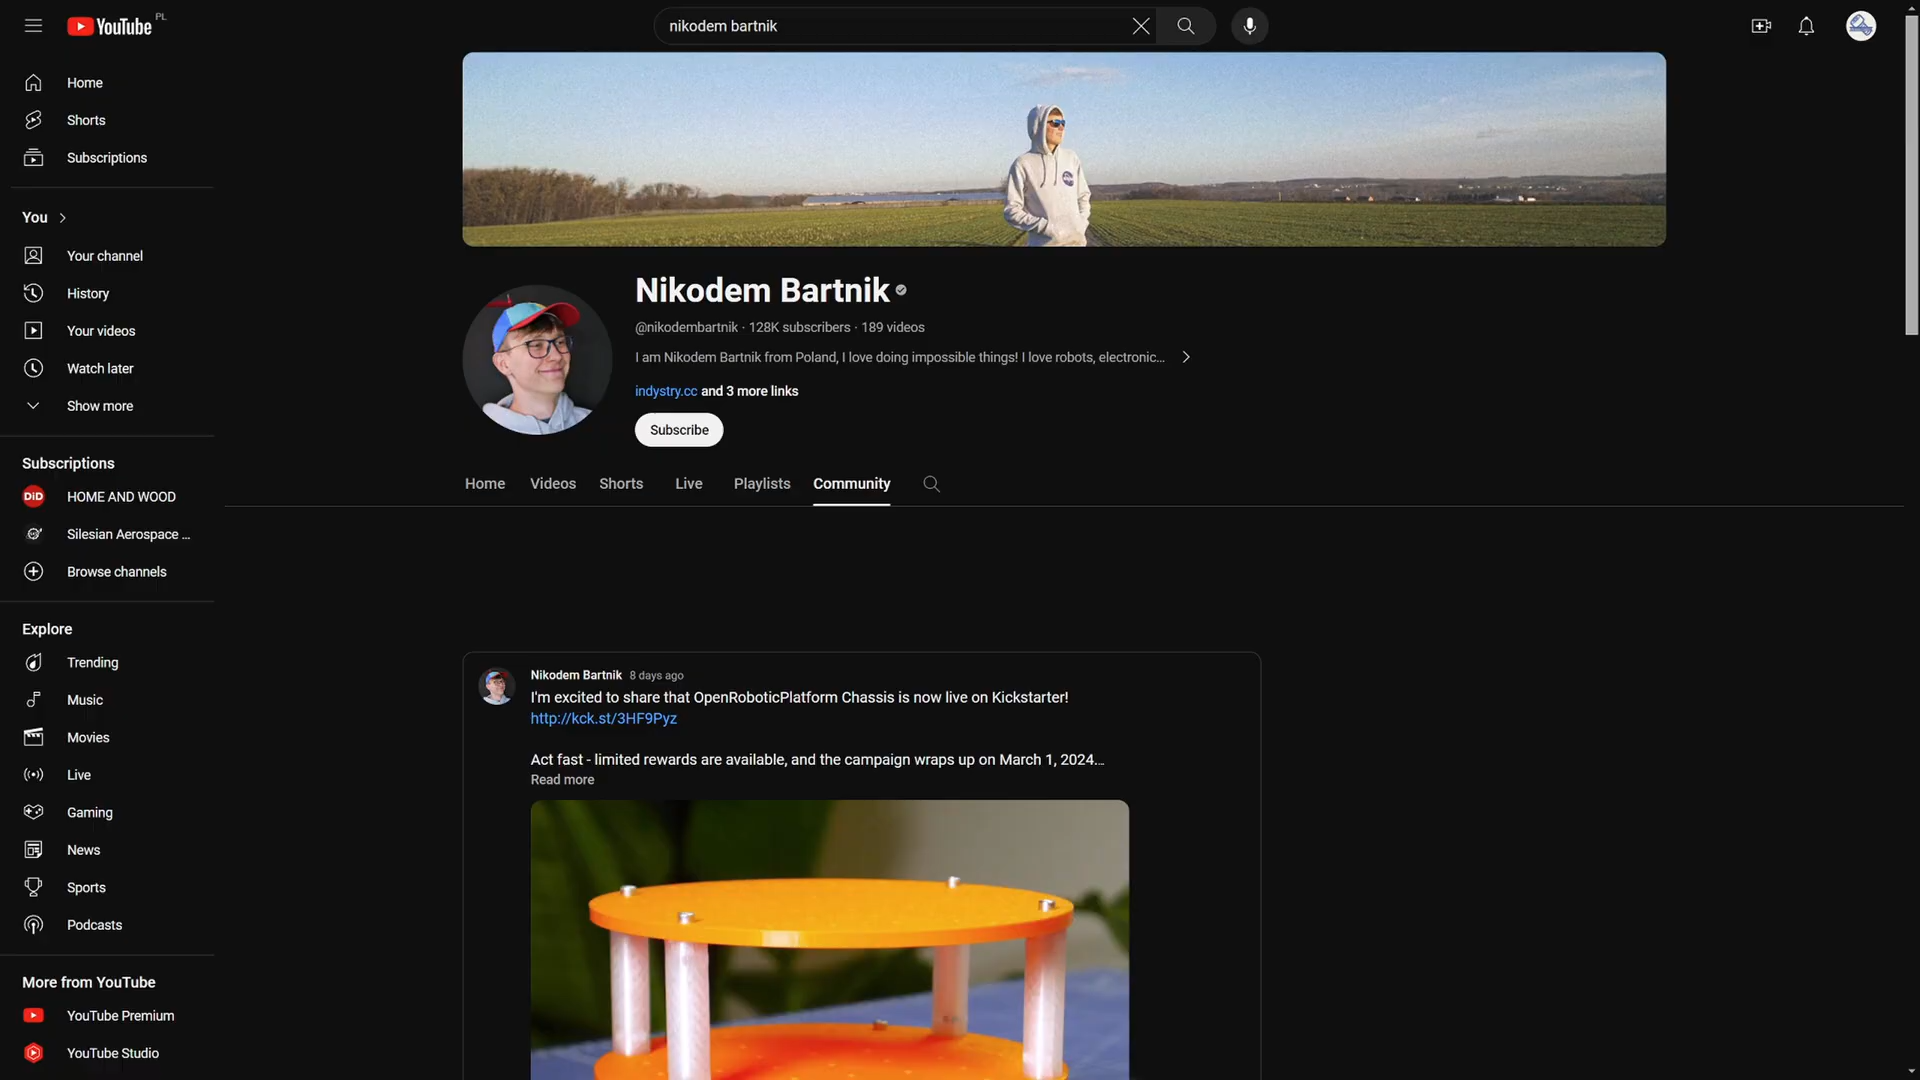 YouTube PL
nikodem bartnik
Home
Shorts
Subscriptions
You
Your channel
History
Your videos
Watch later
Show more
Subscriptions
DiD HOME AND WOOD
Silesian Aerospace ...
Browse channels
Explore
Trending
Music
Movies
Live
Gaming
News
Sports
Podcasts
More from YouTube
YouTube Premium
YouTube Studio
Nikodem Bartnik
@nikodembartnik · 128K subscribers · 189 videos
I am Nikodem Bartnik from Poland, I love doing impossible things! I love robots, electronic...
indystry.cc and 3 more links
Subscribe
Home Videos Shorts Live Playlists Community
Nikodem Bartnik 8 days ago
I'm excited to share that OpenRoboticPlatform Chassis is now live on Kickstarter!
http://kck.st/3HF9Pyz
Act fast - limited rewards are available, and the campaign wraps up on March 1, 2024...
Read more